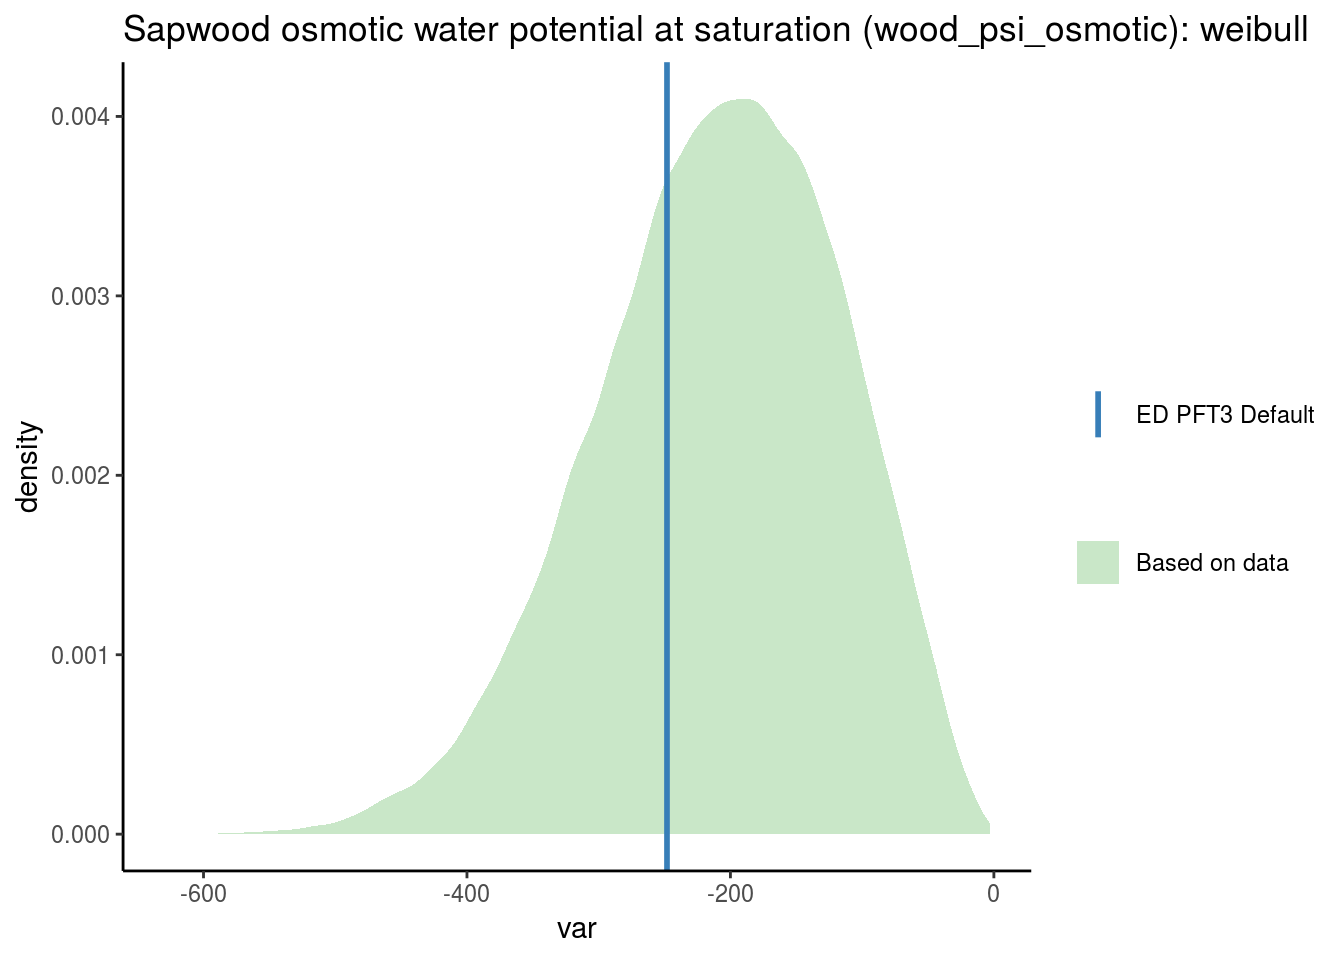 Sapwood osmotic water potential at saturation (wood_psi_osmotic): weibull
0.004
0.003
0.002
0.001
0.000
density
-600
-400
-200
0
var
ED PFT3 Default
Based on data